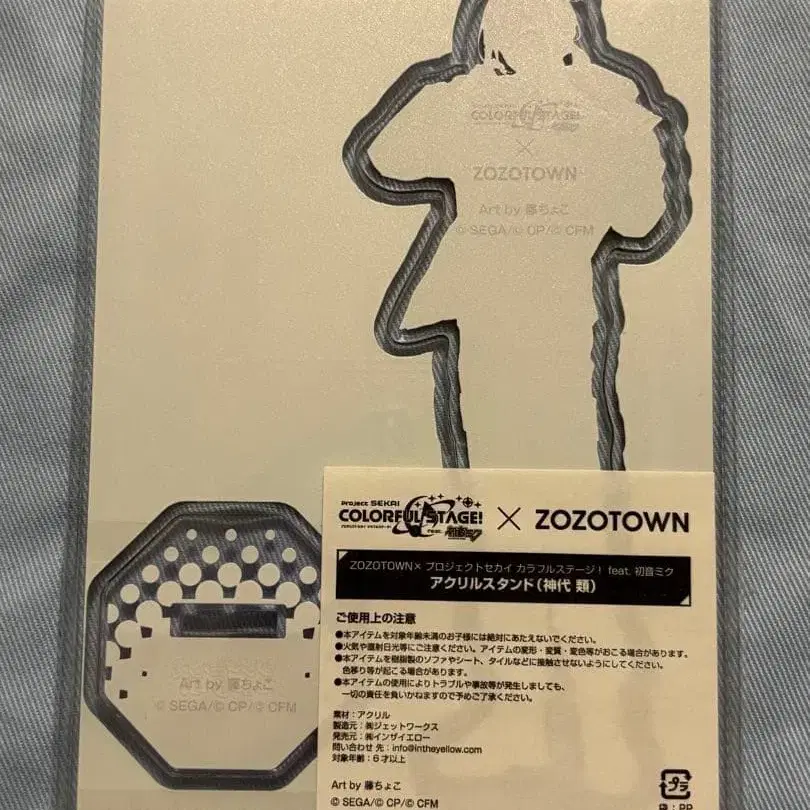 COLORFUL STAGE!
×
ZOZOTOWN
Art by 藤ちょこ
© SEGA/© CP/© CFM
Project SEKAI
COLORFUL STAGE! × ZOZOTOWN
feat. 初音ミク
ZOZOTOWN× プロジェクトセカイ カラフルステージ! feat. 初音ミク
アクリルスタンド(神代 類)
ご使用上の注意
●本アイテムを対象年齢未満のお子様には絶対にあたえないでください。
●火気や直射日光等にご注意ください。アイテムの変形・変質・変色等がおこる場合があります。
●本アイテムを樹脂製のソファやシート、タイルなどに接触させないようにしてください。
色移り等が起こる場合があります。
●本アイテムの使用によりトラブルや事故等が発生しましても、
一切の責任を負いかねますので予めご了承ください。
素材:アクリル
製造元:㈱ジェットワークス
発売元:㈱インザイエロー
問い合わせ先:info@intheyellow.com
対象年齢:6才以上
Art by 藤ちょこ
© SEGA/© CP/© CFM
プラ
袋:PP
Art by 藤ちょこ
© SEGA/© CP/© CFM